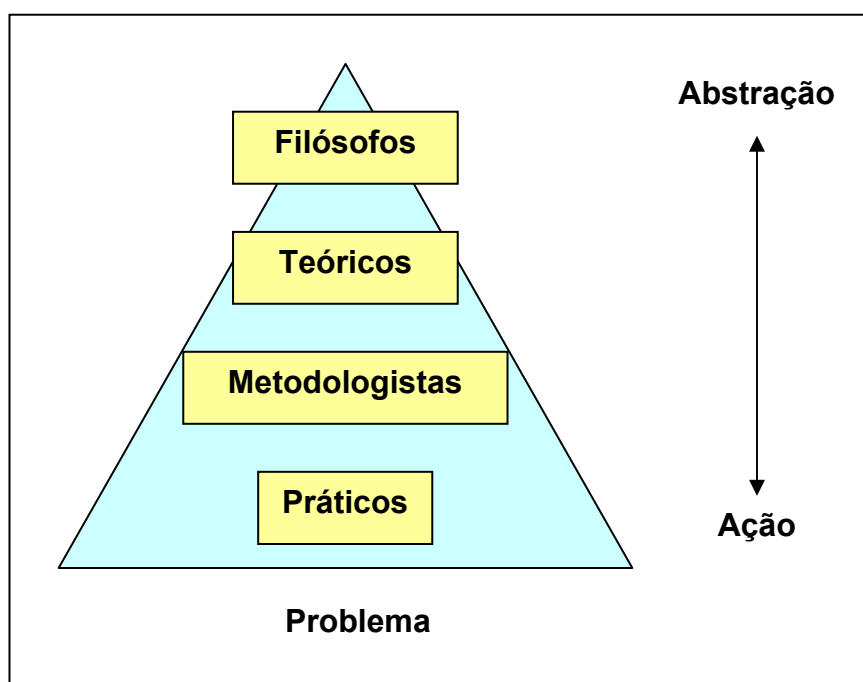 Abstração
Filósofos
Teóricos
Metodologistas
Práticos
Ação
Problema